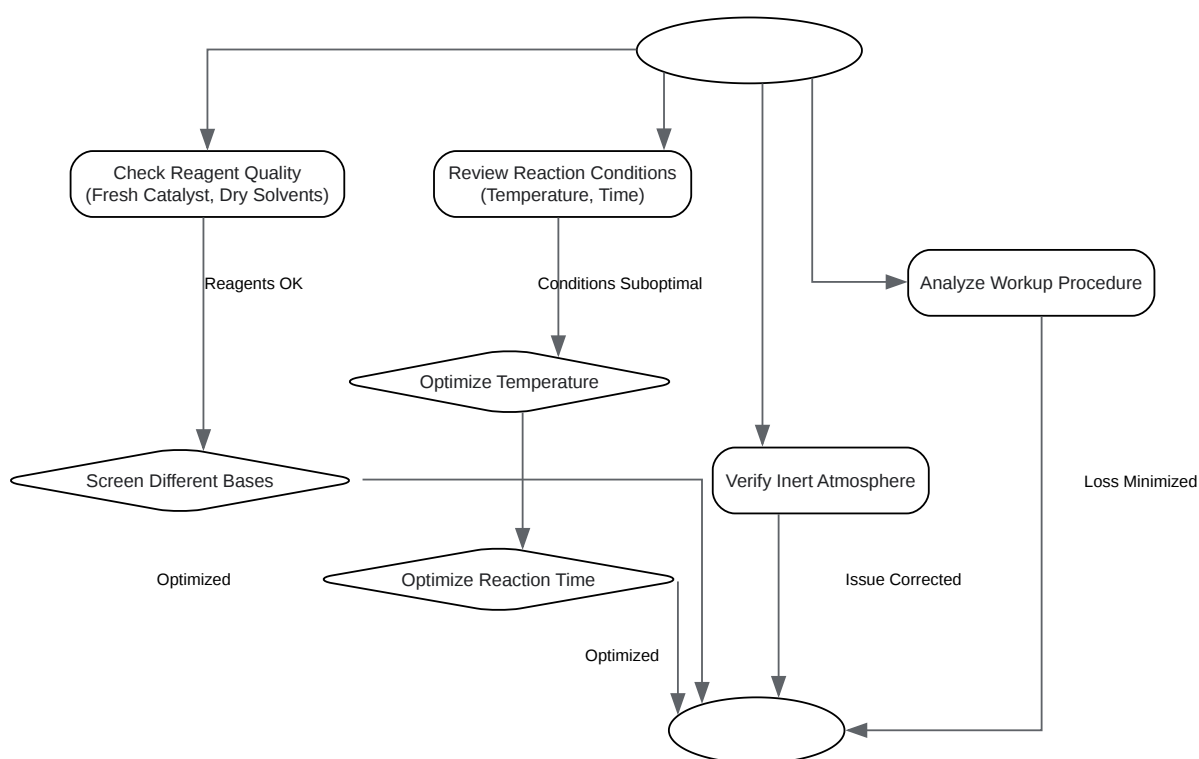 Check Reagent Quality
(Fresh Catalyst, Dry Solvents)
Review Reaction Conditions
(Temperature, Time)
Reagents OK
Conditions Suboptimal
Analyze Workup Procedure
Optimize Temperature
Screen Different Bases
Verify Inert Atmosphere
Loss Minimized
Optimized
Optimize Reaction Time
Issue Corrected
Optimized